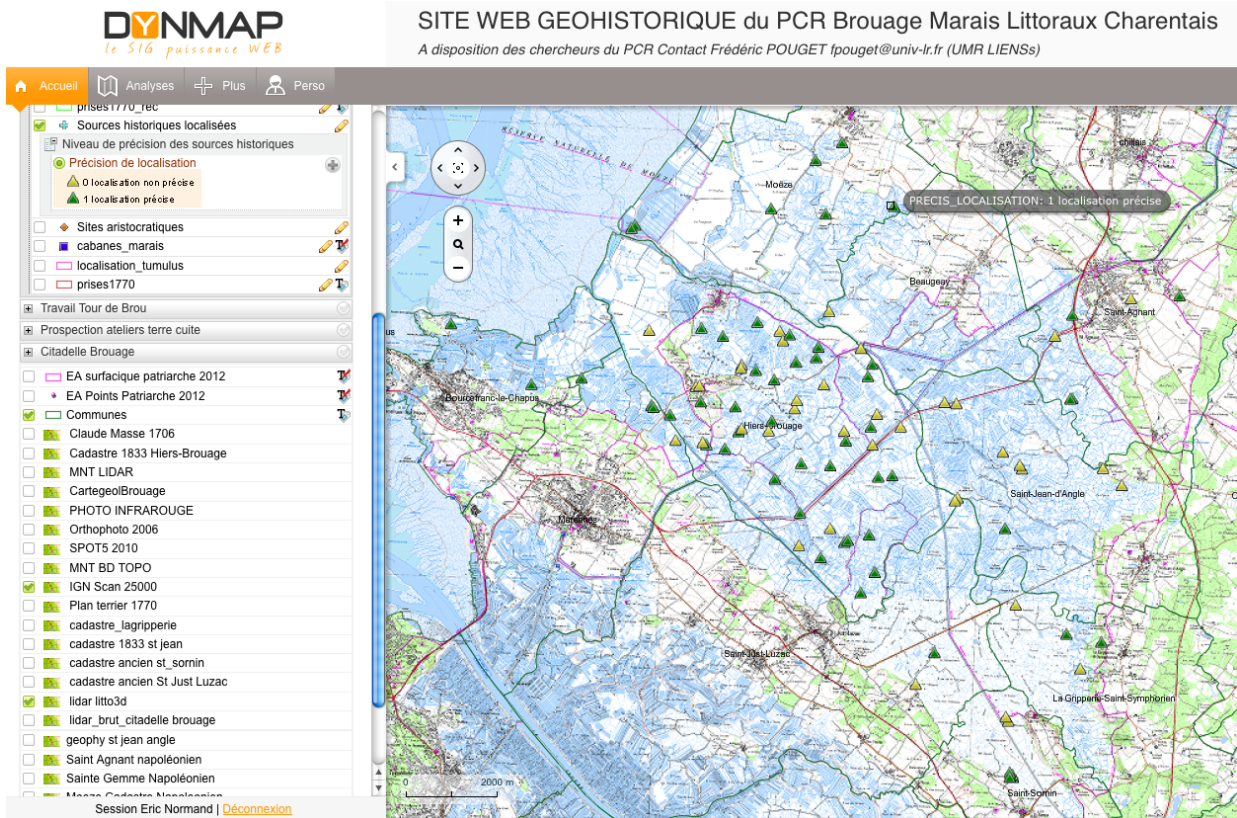 DYNMAP
le SIG puissance WEB
SITE WEB GEOHISTORIQUE du PCR Brouage Marais Littoraux Charentais
A disposition des chercheurs du PCR Contact Frédéric POUGET fpouget@univ-lr.fr (UMR LIENSs)
Accueil
Analyses
Plus
Perso
prises1770_rec
Sources historiques localisées
Niveau de précision des sources historiques
Précision de localisation
0 localisation non précise
1 localisation précise
Sites aristocratiques
cabanes_marais
localisation_tumulus
prises1770
Travail Tour de Brou
Prospection ateliers terre cuite
Citadelle Brouage
EA surfacique patriarche 2012
EA Points Patriarche 2012
Communes
Claude Masse 1706
Cadastre 1833 Hiers-Brouage
MNT LIDAR
CartegeolBrouage
PHOTO INFRAROUGE
Orthophoto 2006
SPOT5 2010
MNT BD TOPO
IGN Scan 25000
Plan terrier 1770
cadastre_lagripperie
cadastre 1833 st jean
cadastre ancien st_sornin
cadastre ancien St Just Luzac
lidar litto3d
lidar_brut_citadelle brouage
geophy st jean angle
Saint Agnant napoléonien
Sainte Gemme Napoléonien
Session Eric Normand | Déconnexion
RÉSERVE NATURELLE DE MOËZE
Moëze
PRECIS_LOCALISATION: 1 localisation précise
Beaugeay
Saint-Agnant
Bourcefranc-le-Chapus
Hiers-Brouage
Saint-Jean-d'Angle
Marennes
Saint-Just-Luzac
La Gripperie-Saint-Symphorien
Saint-Sornin
0
2000 m